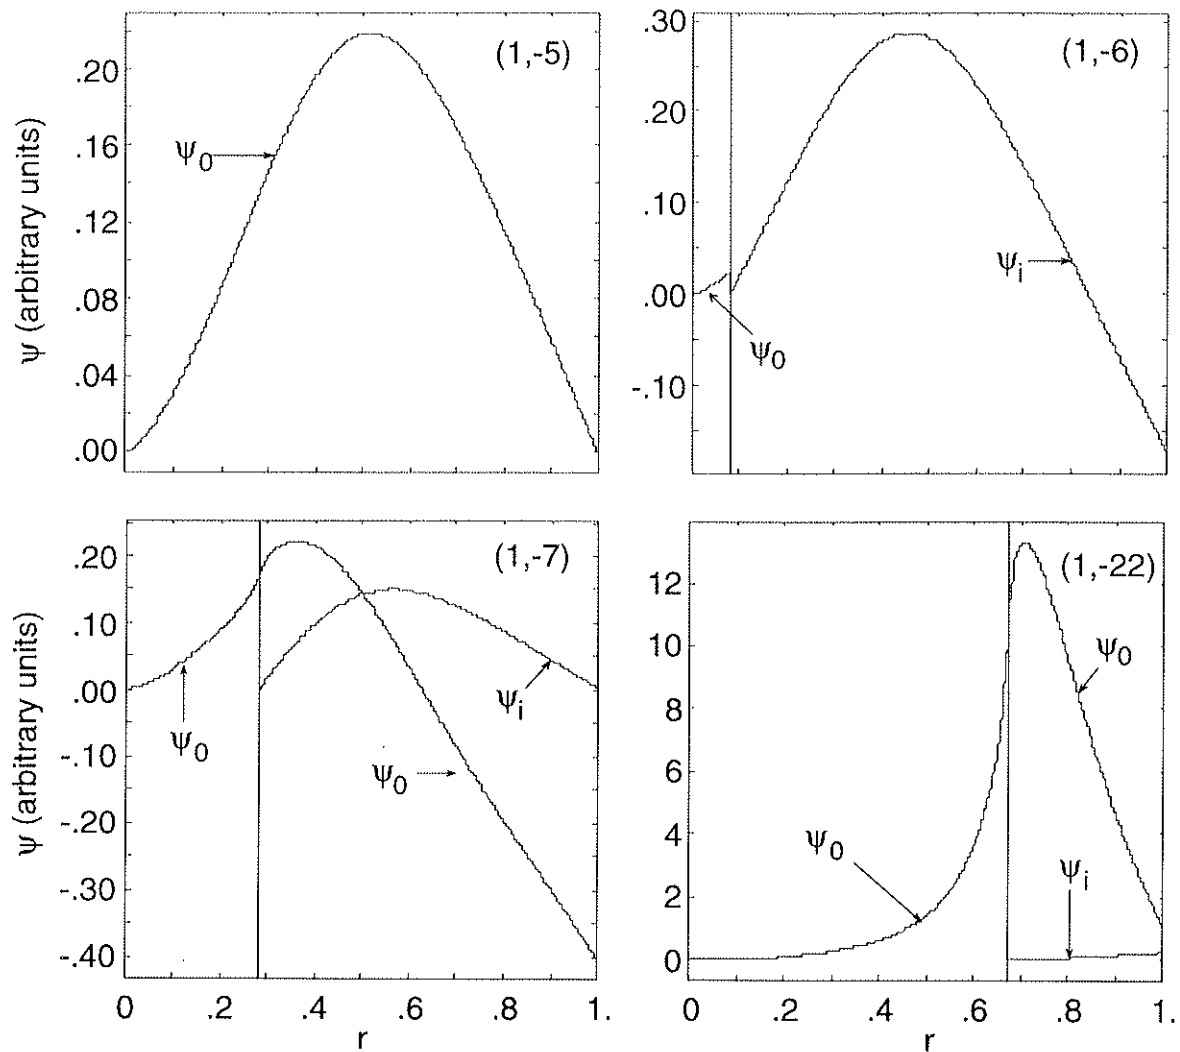 (1,-5)
.20
.16
.12
.08
.04
.00
ψ (arbitrary units)
ψ0
(1,-6)
.30
.20
.10
.00
-.10
ψi
ψ0
(1,-7)
.20
.10
.00
-.10
-.20
-.30
-.40
ψ (arbitrary units)
ψ0
ψi
ψ0
0 .2 .4 .6 .8 1.
r
(1,-22)
12
10
8
6
4
2
0
ψ0
ψ0
ψi
0 .2 .4 .6 .8 1.
r